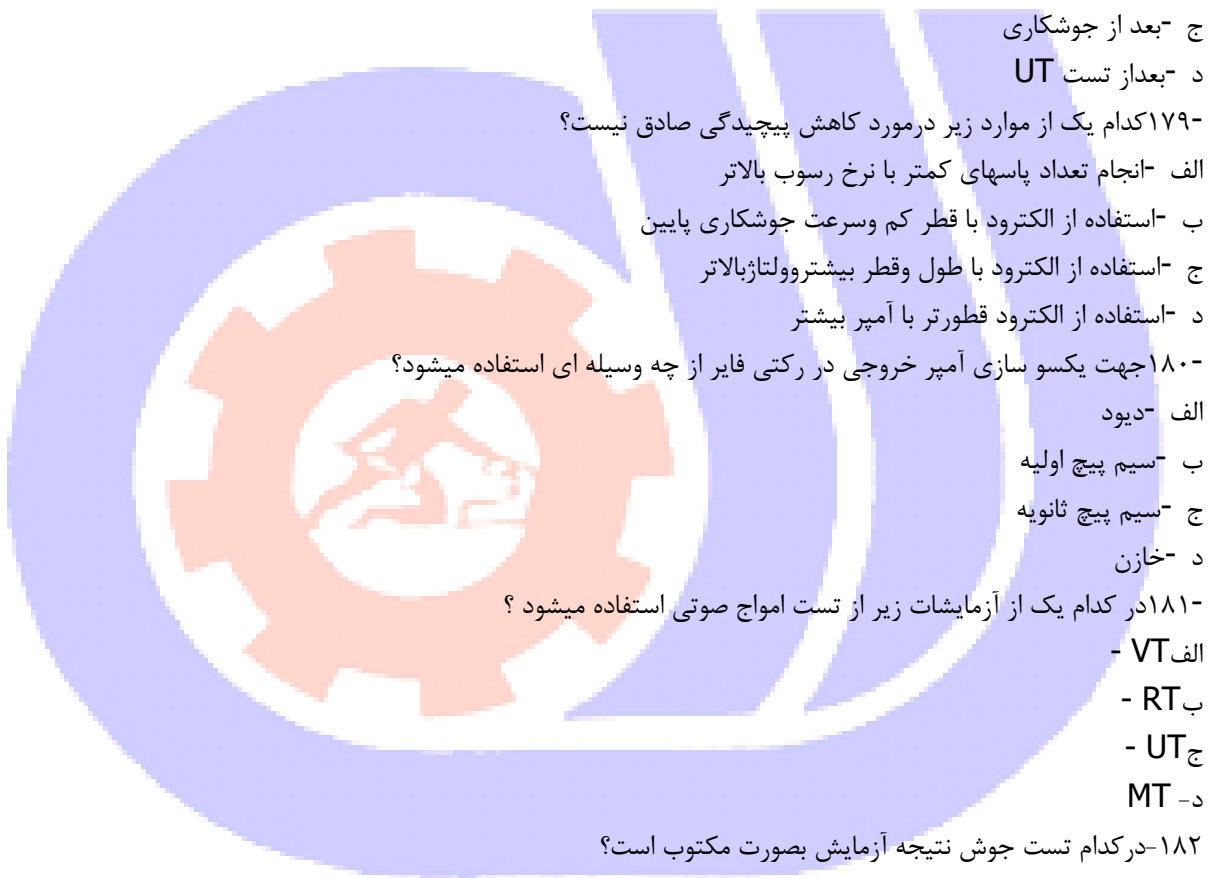 ج -بعد از جوشکاری
د -بعداز تست UT
-۱۷۹کدام یک از موارد زیر درمورد کاهش پیچیدگی صادق نیست؟
الف -انجام تعداد پاسهای کمتر با نرخ رسوب بالاتر
ب -استفاده از الکترود با قطر کم وسرعت جوشکاری پایین
ج -استفاده از الکترود با طول وقطر بیشتروولتاژبالاتر
د -استفاده از الکترود قطورتر با آمپر بیشتر
-۱۸۰جهت یکسو سازی آمپر خروجی در رکتی فایر از چه وسیله ای استفاده میشود؟
الف -دیود
ب -سیم پیچ اولیه
ج -سیم پیچ ثانویه
د -خازن
-۱۸۱در کدام یک از آزمایشات زیر از تست امواج صوتی استفاده میشود ؟
الفVT -
بRT -
جUT -
د- MT
۱۸۲-درکدام تست جوش نتیجه آزمایش بصورت مکتوب است؟